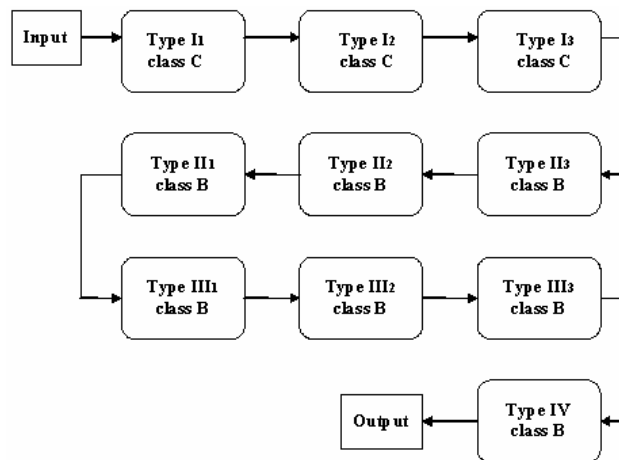 Input
Type I1
class C
Type I2
class C
Type I3
class C
Type II1
class B
Type II2
class B
Type II3
class B
Type III1
class B
Type III2
class B
Type III3
class B
Output
Type IV
class B